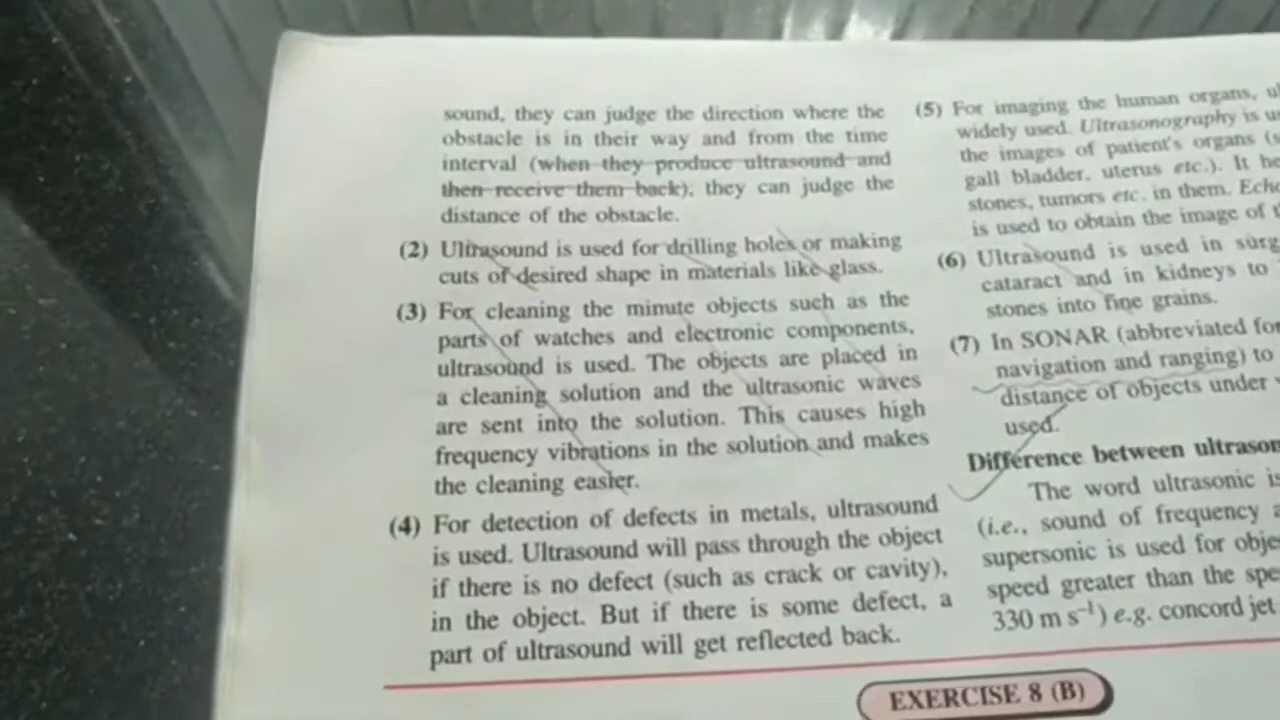 sound, they can judge the direction where the
obstacle is in their way and from the time
interval (when they produce ultrasound and
then receive them back), they can judge the
distance of the obstacle.
(2) Ultrasound is used for drilling holes or making
cuts of desired shape in materials like glass.
(3) For cleaning the minute objects such as the
parts of watches and electronic components,
ultrasound is used. The objects are placed in
a cleaning solution and the ultrasonic waves
are sent into the solution. This causes high
frequency vibrations in the solution and makes
the cleaning easier.
(4) For detection of defects in metals, ultrasound
is used. Ultrasound will pass through the object
if there is no defect (such as crack or cavity),
in the object. But if there is some defect, a
part of ultrasound will get reflected back.
(5) For imaging the human organs,
widely used. Ultrasonography is
the images of patient's organs
gall bladder, uterus etc.). It
stones, tumors etc. in them.
is used to obtain the image of
(6) Ultrasound is used in
cataract and in kidneys to
stones into fine grains.
(7) In SONAR (abbreviated for
navigation and ranging) to
distance of objects under
used.
Difference between
The word ultrasonic is
(i.e., sound of frequency
supersonic is used for
speed greater than the
330 m s⁻¹) e.g. concord jet
EXERCISE 8 (B)